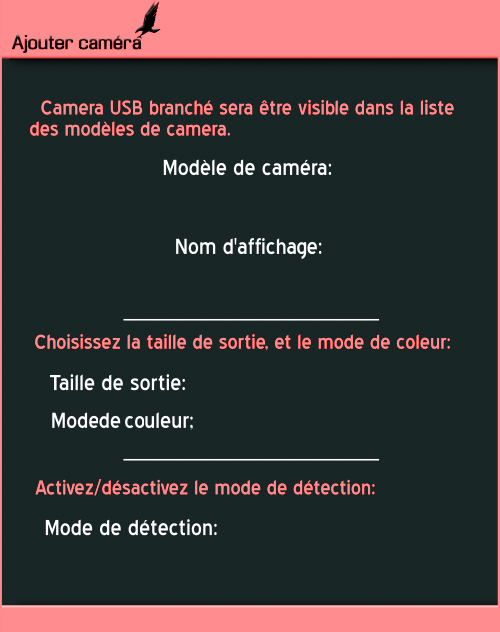 Ajouter caméra
Camera USB branché sera être visible dans la liste
des modèles de camera.
Modèle de caméra:
Nom d'affichage:
Choisissez la taille de sortie, et le mode de coleur:
Taille de sortie:
Modede couleur;
Activez/désactivez le mode de détection:
Mode de détection: